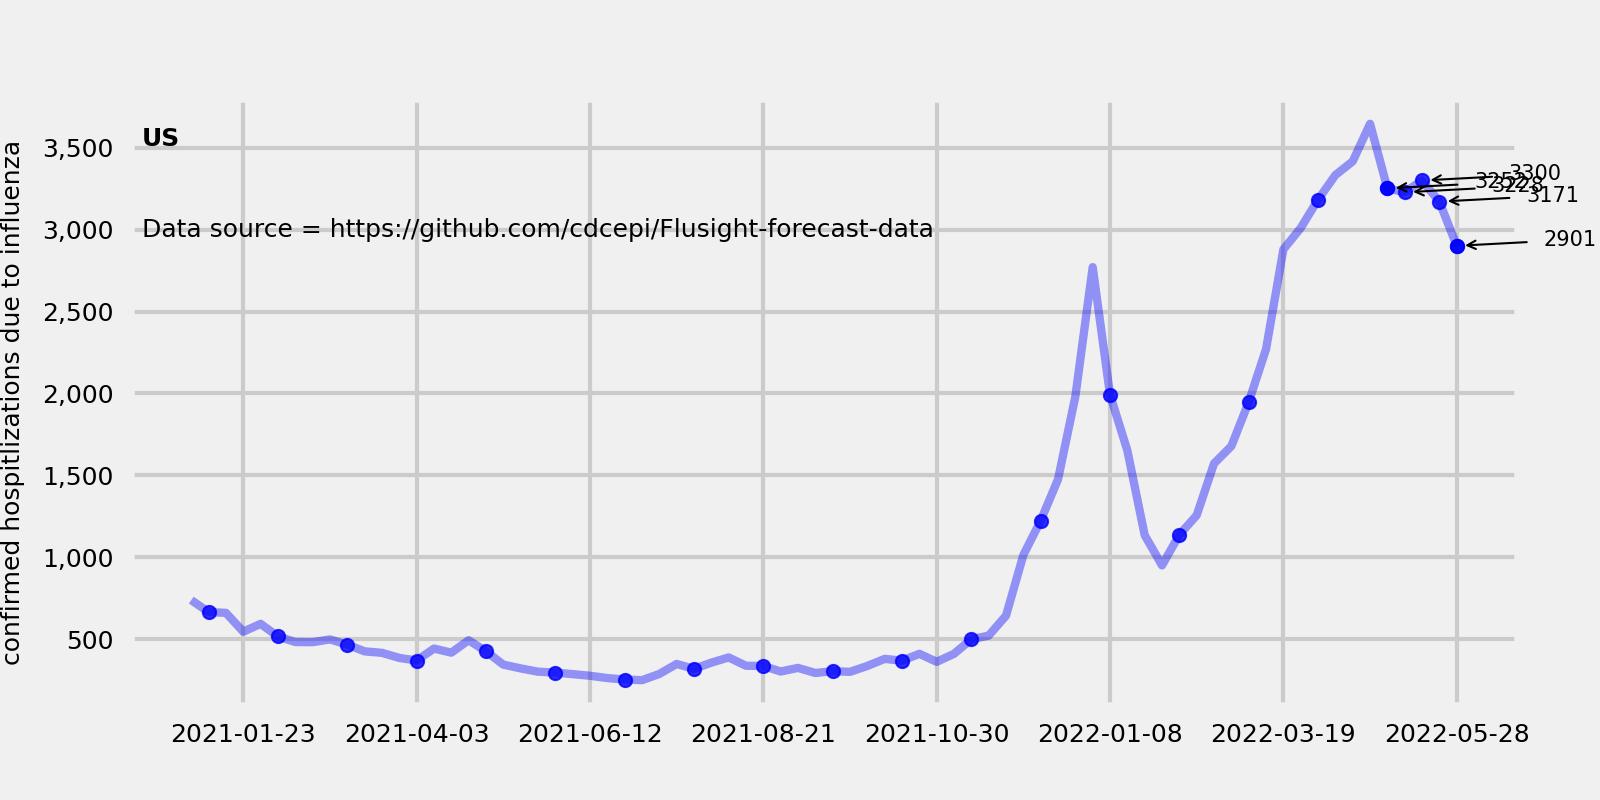 US
Data source = https://github.com/cdcepi/Flusight-forecast-data
confirmed hospitlizations due to influenza
3,500
3,000
2,500
2,000
1,500
1,000
500
3300
3228
3171
2901
2021-01-23 2021-04-03 2021-06-12 2021-08-21 2021-10-30 2022-01-08 2022-03-19 2022-05-28